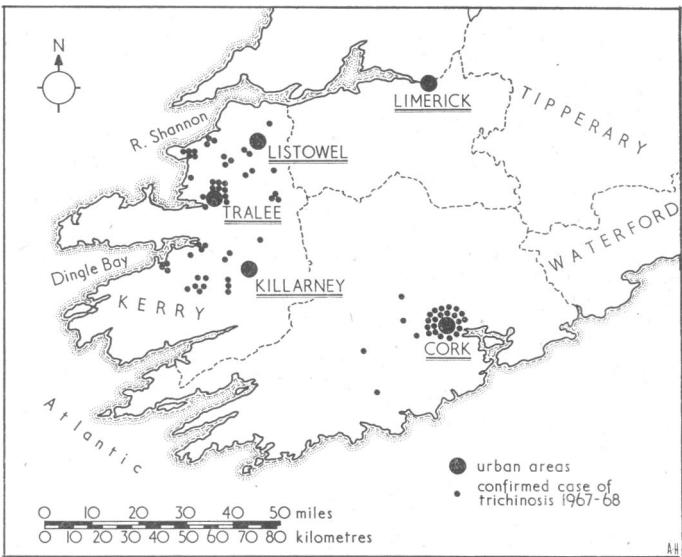 N
R. Shannon
LIMERICK
TIPPERARY
LISTOWEL
TRALEE
WATERFORD
Dingle Bay
KILLARNEY
KERRY
CORK
Atlantic
urban areas
confirmed case of
trichinosis 1967-68
0 10 20 30 40 50 miles
0 10 20 30 40 50 60 70 80 kilometres
AH